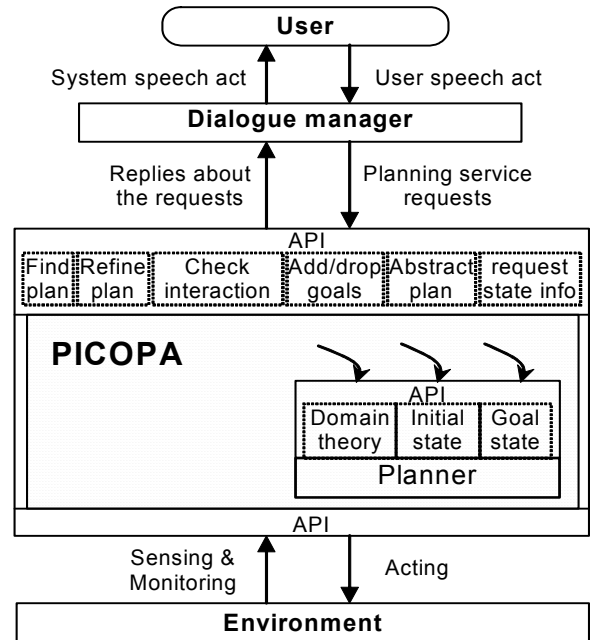 User
System speech act
User speech act
Dialogue manager
Replies about
the requests
Planning service
requests
API
Find
plan
Refine
plan
Check
interaction
Add/drop
goals
Abstract
plan
request
state info
PICOPA
API
Domain
theory
Initial
state
Goal
state
Planner
API
Sensing &
Monitoring
Acting
Environment